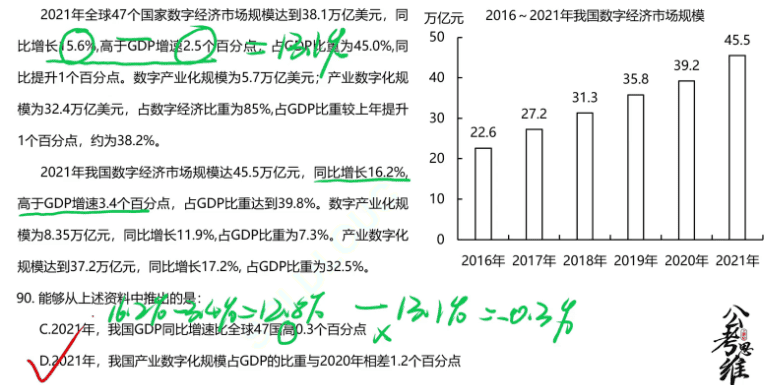 2021年全球47个国家数字经济市场规模达到38.1万亿美元，同
比增长15.6%,高于GDP增速2.5个百分点，占GDP比重为45.0%,同
= 13.1%
比提升1个百分点。数字产业化规模为5.7万亿美元；产业数字化规
模为32.4万亿美元，占数字经济比重为85%,占GDP比重较上年提升
1个百分点，约为38.2%。
2021年我国数字经济市场规模达45.5万亿元，同比增长16.2%,
高于GDP增速3.4个百分点，占GDP比重达到39.8%。数字产业化规
模为8.35万亿元，同比增长11.9%,占GDP比重为7.3%。产业数字化
规模达到37.2万亿元，同比增长17.2%, 占GDP比重为32.5%。
万亿元
2016～2021年我国数字经济市场规模
50
40
30
20
10
0
22.6
27.2
31.3
35.8
39.2
45.5
2016年 2017年 2018年 2019年 2020年 2021年
90. 能够从上述资料中推出的是：
16.2%-3.4%=12.8% - 13.1% = -0.3%
C.2021年，我国GDP同比增速比全球47国高0.3个百分点
D.2021年，我国产业数字化规模占GDP的比重与2020年相差1.2个百分点
公考思维